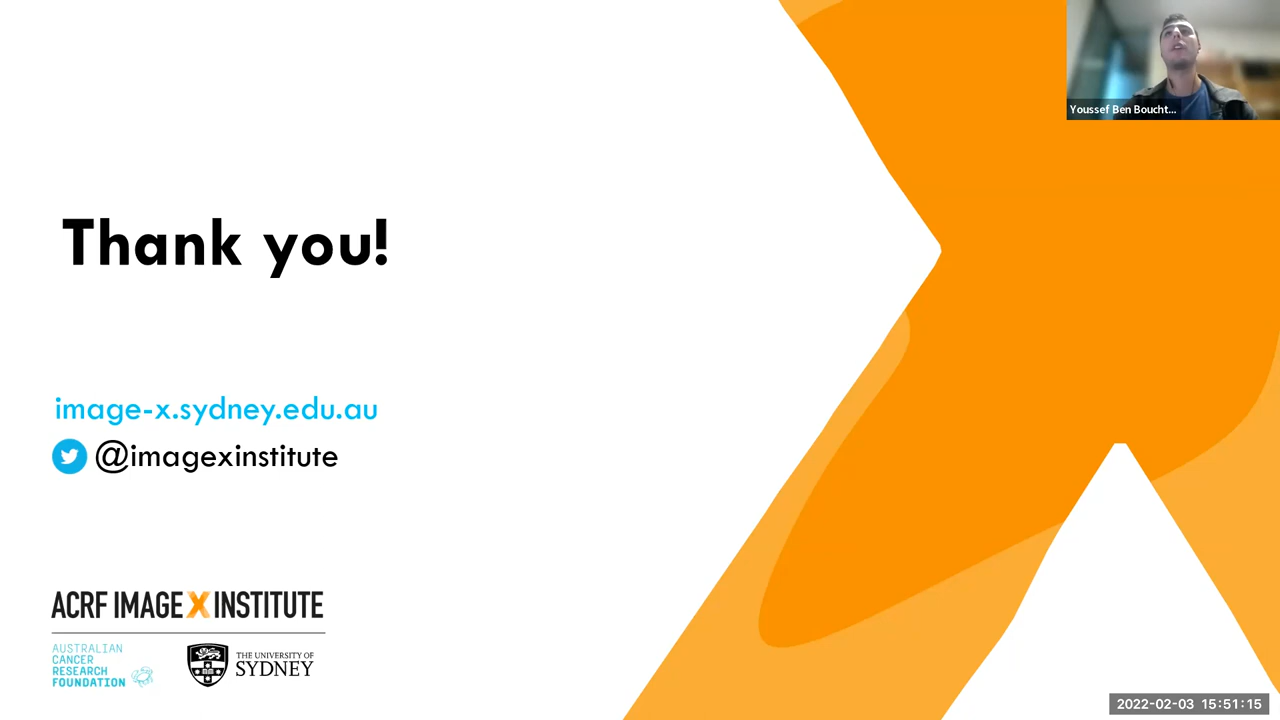 Youssef Ben Boucht...
Thank you!
image-x.sydney.edu.au
@imagexinstitute
ACRF IMAGE X INSTITUTE
AUSTRALIAN
CANCER
RESEARCH
FOUNDATION
THE UNIVERSITY OF
SYDNEY
2022-02-03 15:51:15